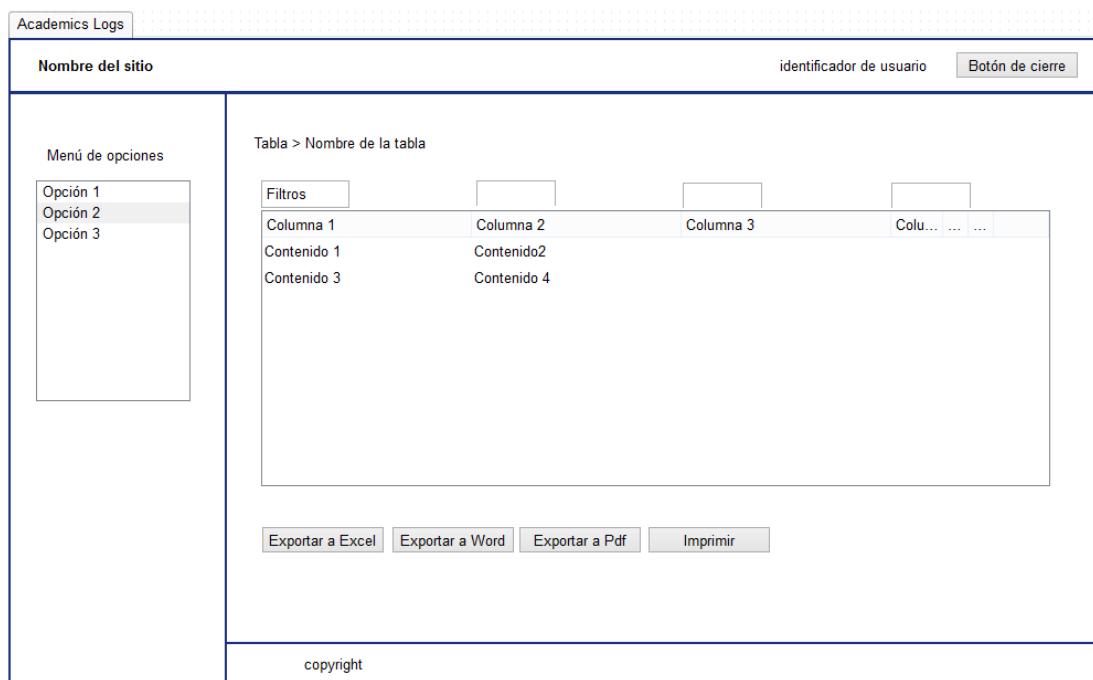 Academics Logs
Nombre del sitio
identificador de usuario
Botón de cierre
Menú de opciones
Opción 1
Opción 2
Opción 3
Tabla > Nombre de la tabla
Filtros
Columna 1 Columna 2 Columna 3 Colu... ... ...
Contenido 1 Contenido2
Contenido 3 Contenido 4
Exportar a Excel Exportar a Word Exportar a Pdf Imprimir
copyright